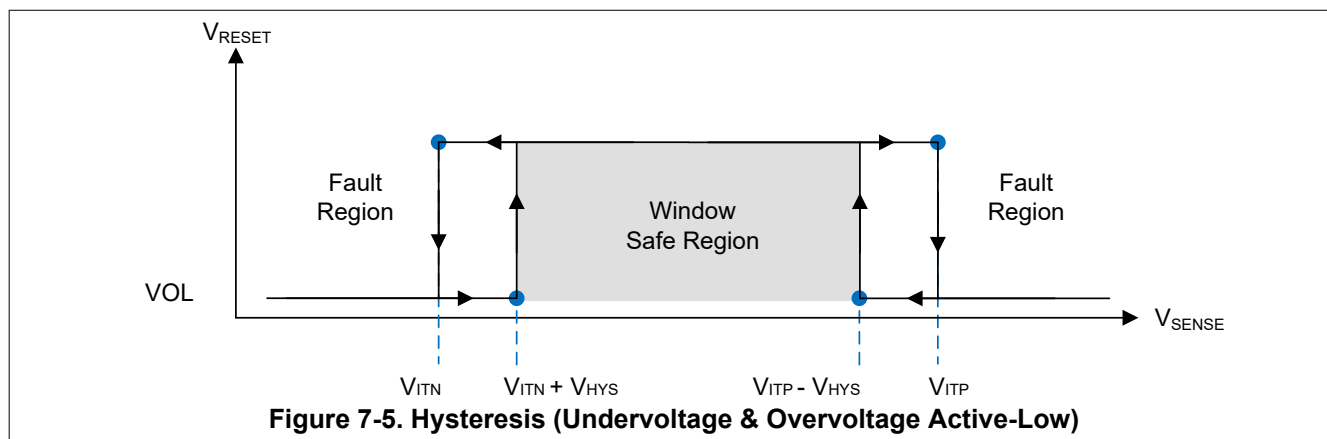 VRESET
Fault
Region
Window
Safe Region
Fault
Region
VOL
VSENSE
VITN
VITN + VHYS
VITP - VHYS
VITP
Figure 7-5. Hysteresis (Undervoltage & Overvoltage Active-Low)